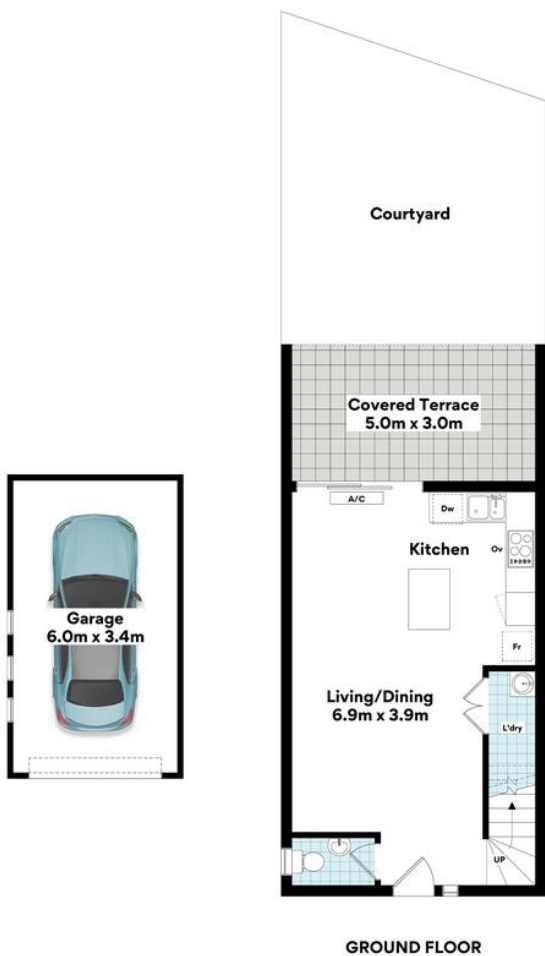 Courtyard
Covered Terrace
5.0m x 3.0m
A/C
Dw
Kitchen
Ov
Garage
6.0m x 3.4m
Fr
Living/Dining
6.9m x 3.9m
L'dry
UP
GROUND FLOOR